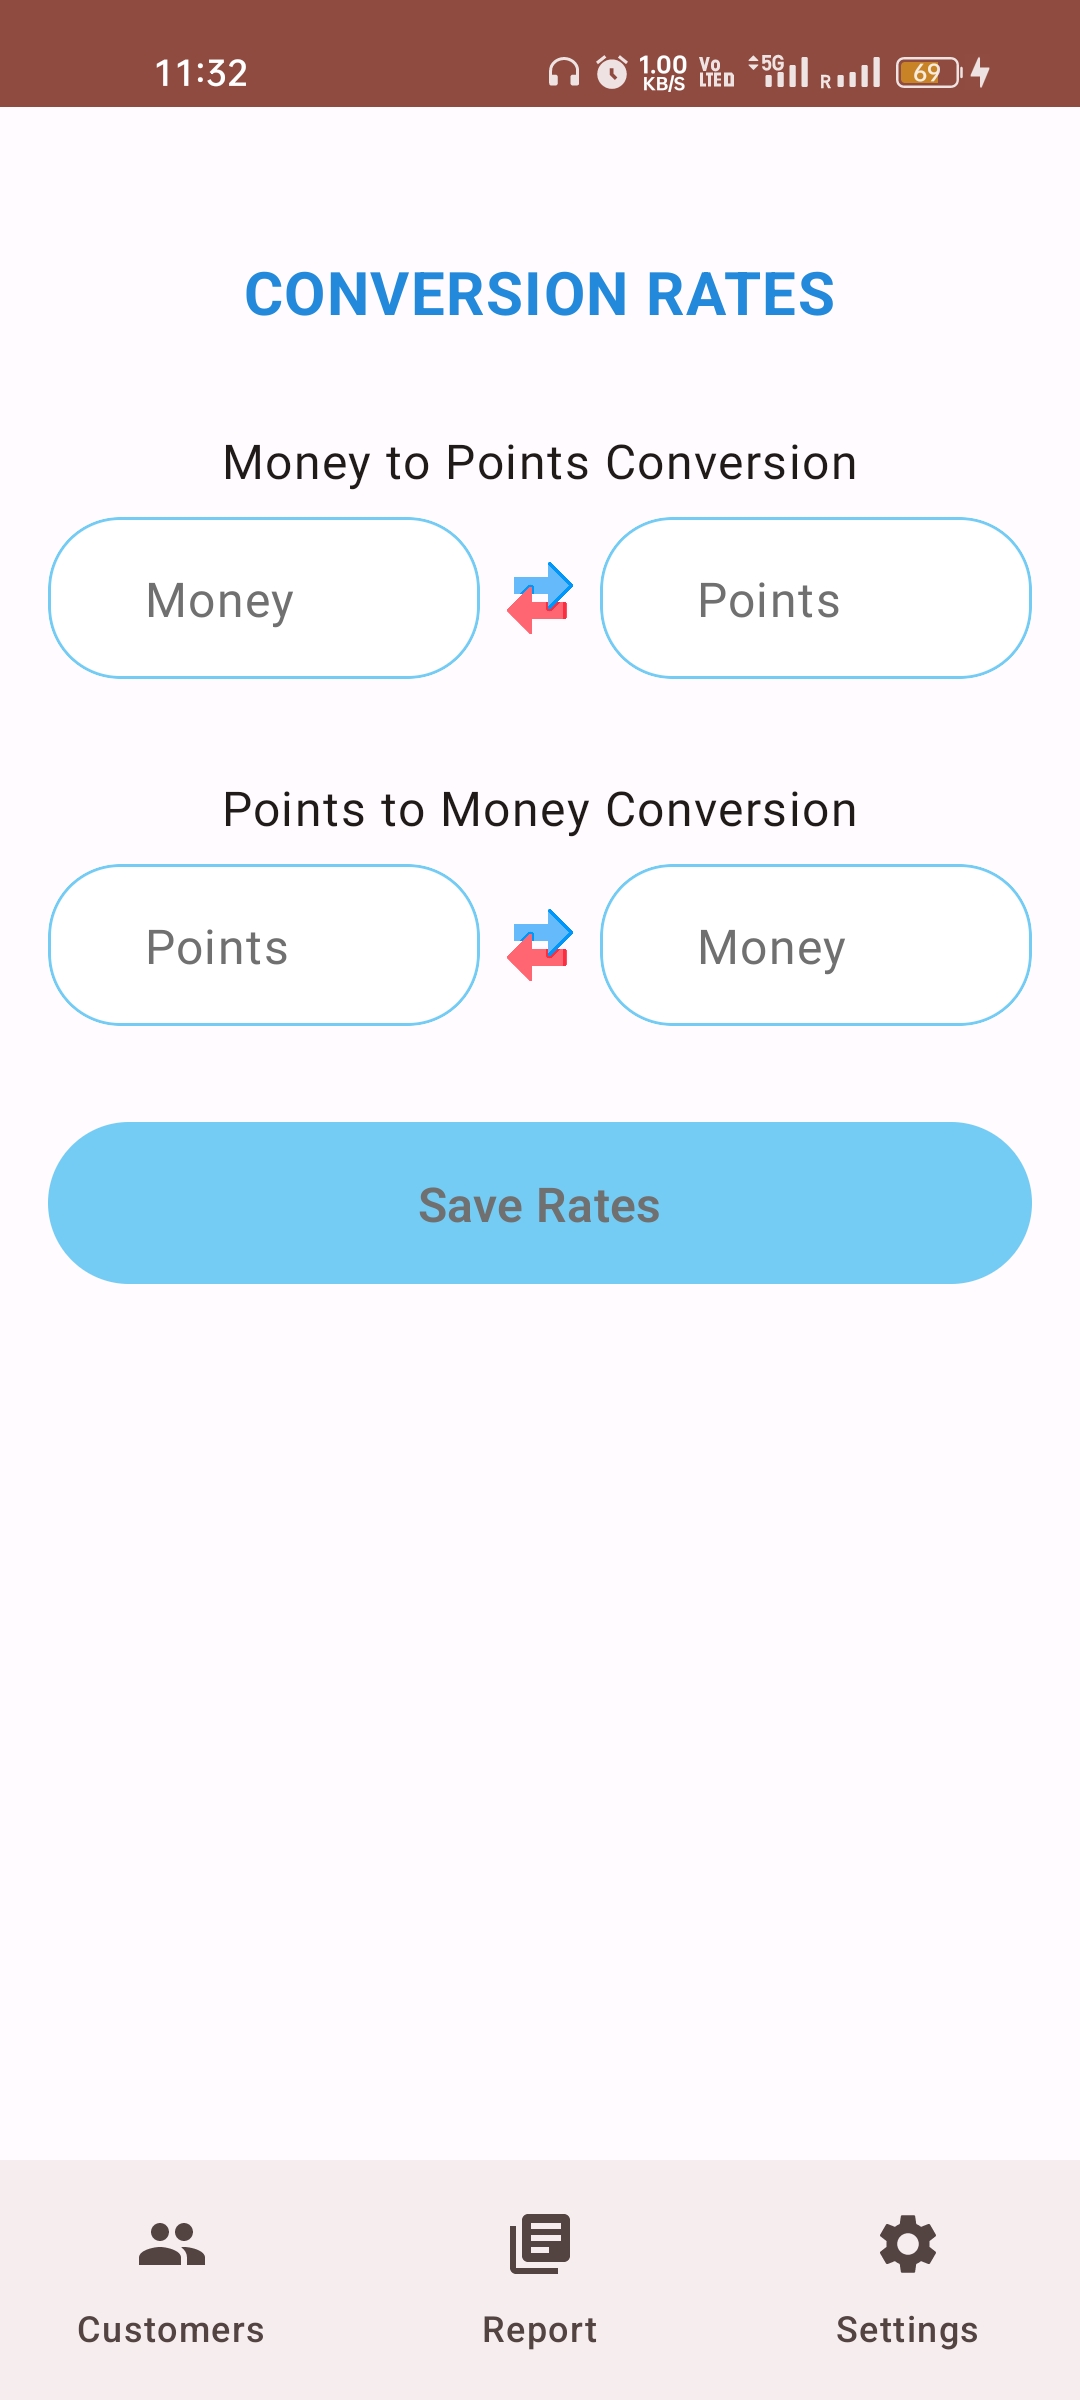 11:32 1.00 KB/S Vo LTE 5G R 69
CONVERSION RATES
Money to Points Conversion
Money Points
Points to Money Conversion
Points Money
Save Rates
Customers Report Settings